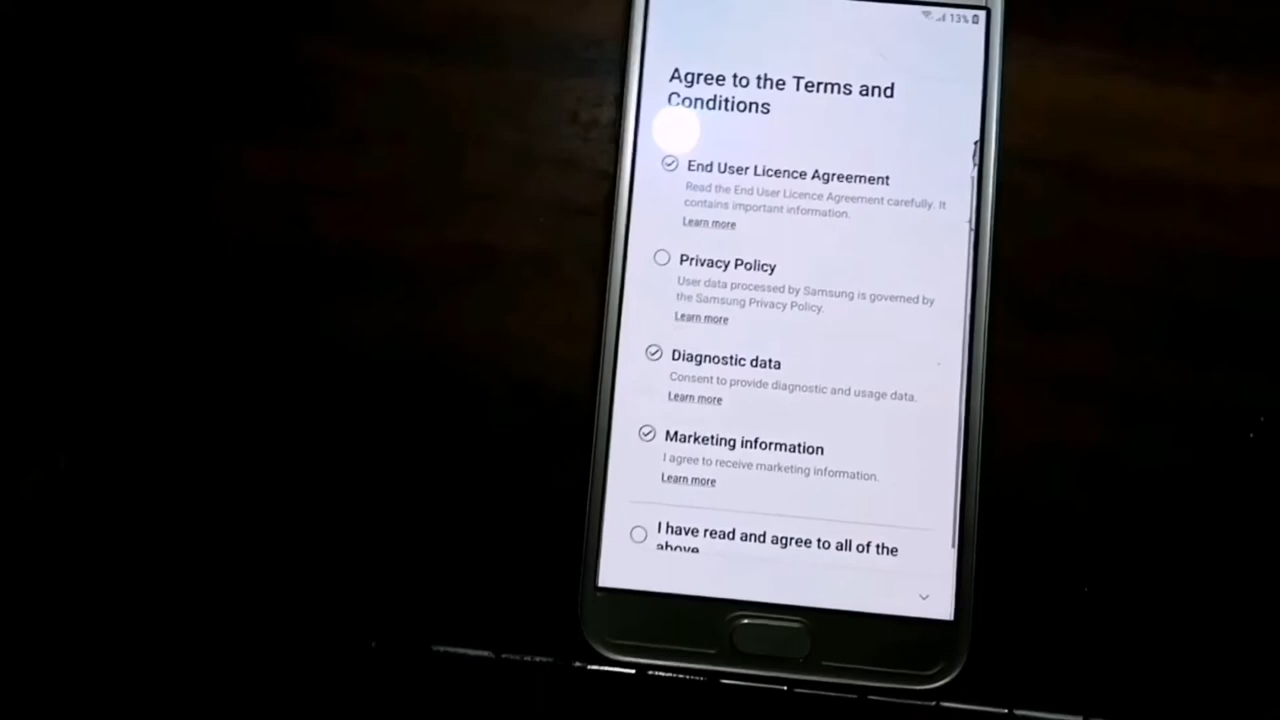 13%
Agree to the Terms and
Conditions
End User Licence Agreement
Read the End User Licence Agreement carefully. It
contains important information.
Learn more
Privacy Policy
User data processed by Samsung is governed by
the Samsung Privacy Policy.
Learn more
Diagnostic data
Consent to provide diagnostic and usage data.
Learn more
Marketing information
I agree to receive marketing information.
Learn more
I have read and agree to all of the
above